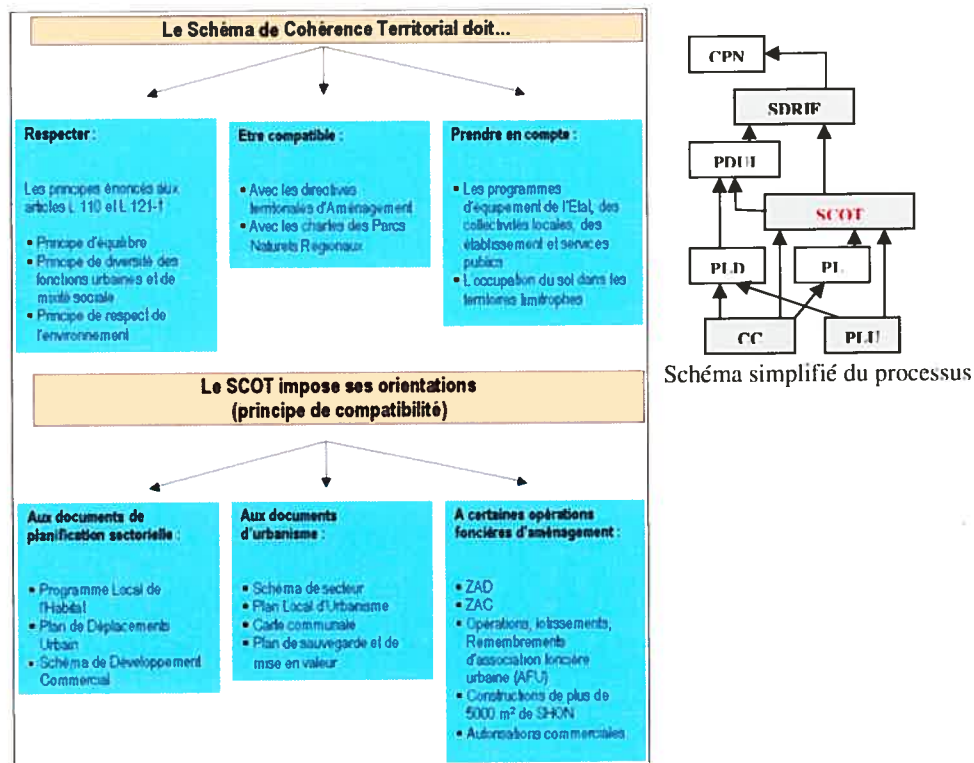 Le Schéma de Cohérence Territorial doit...
Respecter :
Les principes énoncés aux
articles L 110 et L 121-1
• Principe d'équilibre
• Principe de diversité des
fonctions urbaines et de
mixité sociale
• Principe de respect de
l'environnement
Etre compatible :
• Avec les directives
territoriales d'Aménagement
• Avec les chartes des Parcs
Naturels Régionaux
Prendre en compte :
• Les programmes
d'équipement de l'Etat, des
collectivités locales, des
établissement et services
publics
• L'occupation du sol dans les
territoires limitrophes
Le SCOT impose ses orientations
(principe de compatibilité)
Aux documents de
planification sectorielle :
• Programme Local de
l'Habitat
• Plan de Déplacements
Urbain
• Schéma de Développement
Commercial
Aux documents
d'urbanisme :
• Schéma de secteur
• Plan Local d'Urbanisme
• Carte communale
• Plan de sauvegarde et de
mise en valeur
A certaines opérations
foncières d'aménagement :
• ZAD
• ZAC
• Opérations, lotissements,
Remembrements
d'association foncière
urbaine (AFU)
• Constructions de plus de
5000 m² de SHON
• Autorisations commerciales
CPN
SDRIF
PDUI
SCOT
PLD
PL
CC
PLU
Schéma simplifié du processus